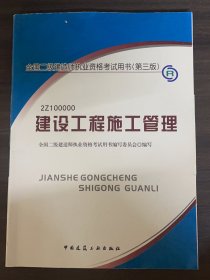 全国二级建造师执业资格考试用书(第三版)
2Z100000
建设工程施工管理
全国二级建造师执业资格考试用书编写委员会◎编写
JIANSHE GONGCHENG
SHIGONG GUANLI
中国建筑工业出版社